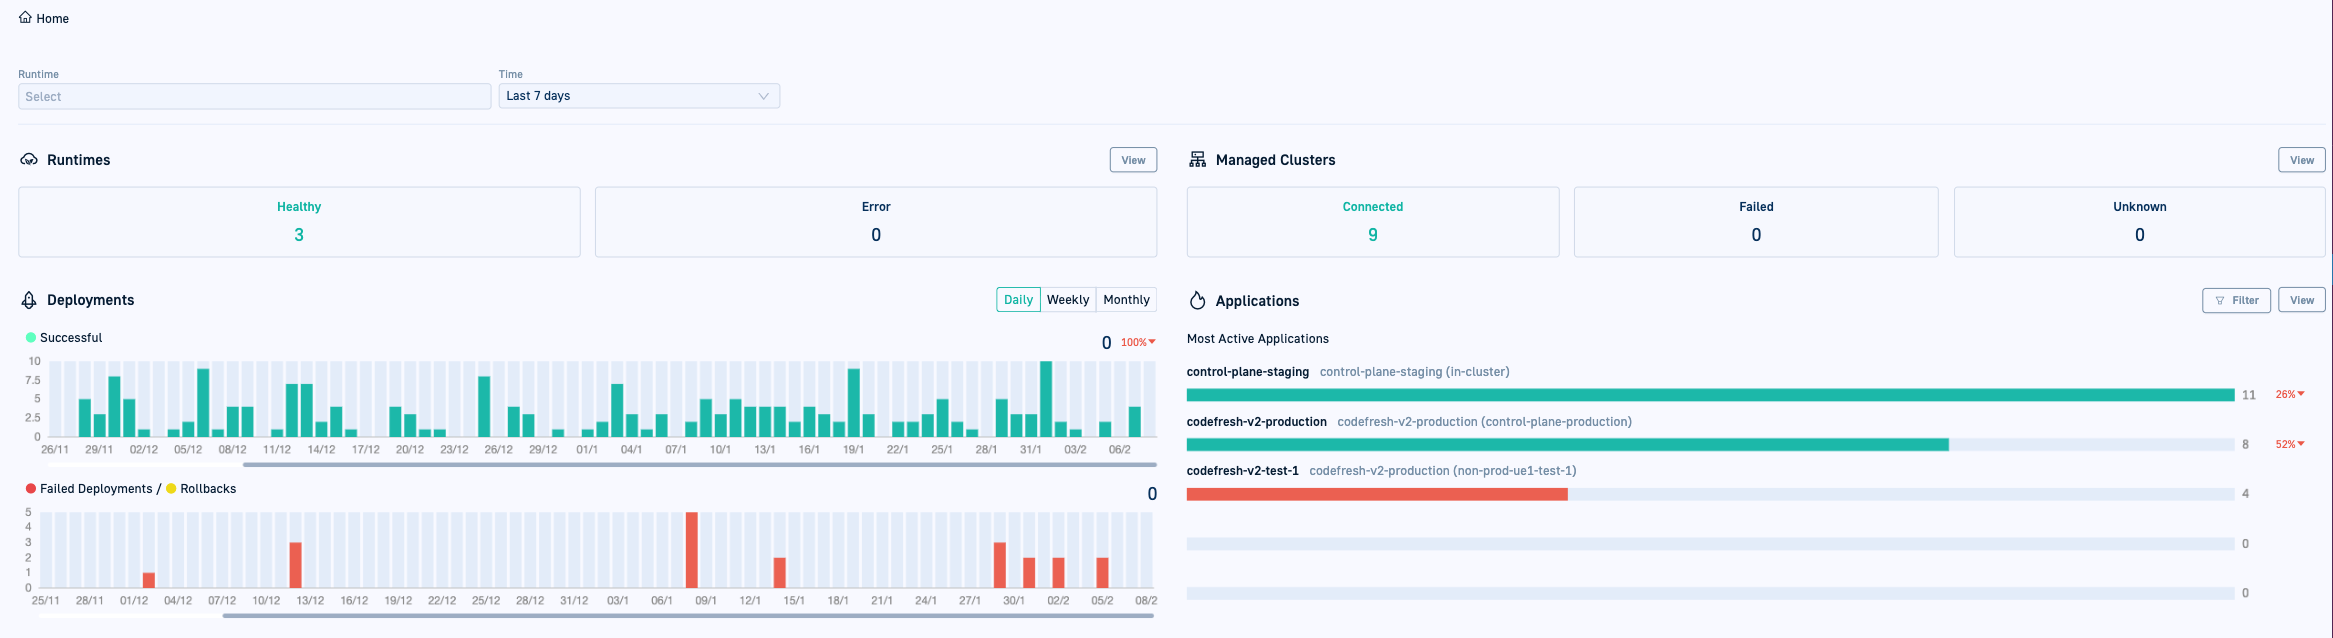 Home
Runtime
Time
Select
Last 7 days
Runtimes
View
Healthy
3
Error
0
Managed Clusters
View
Connected
9
Failed
0
Unknown
0
Deployments
Daily Weekly Monthly
Successful
0 100%
10
7.5
5
2.5
0
26/11 29/11 02/12 05/12 08/12 11/12 14/12 17/12 20/12 23/12 26/12 29/12 01/1 04/1 07/1 10/1 13/1 16/1 19/1 22/1 25/1 28/1 31/1 03/2 06/2
Failed Deployments / Rollbacks
0
5
4
3
2
1
0
25/11 28/11 01/12 04/12 07/12 10/12 13/12 16/12 19/12 22/12 25/12 28/12 31/12 03/1 06/1 09/1 12/1 15/1 18/1 21/1 24/1 27/1 30/1 02/2 05/2 08/2
Applications
Filter
View
Most Active Applications
control-plane-staging control-plane-staging (in-cluster)
11 26%
codefresh-v2-production codefresh-v2-production (control-plane-production)
8 52%
codefresh-v2-test-1 codefresh-v2-production (non-prod-ue1-test-1)
4
0
0